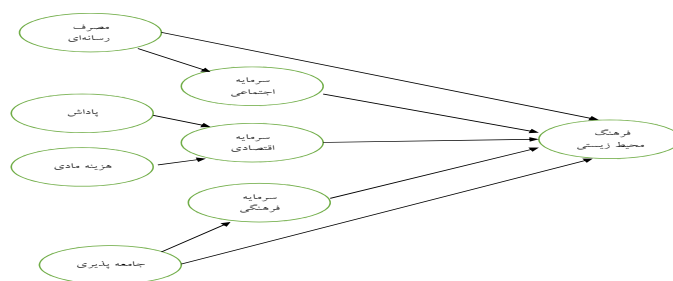 مصرف
رسانه‌ای
سرمایه
اجتماعی
پاداش
سرمایه
اقتصادی
فرهنگ
محیط زیستی
هزینه مادی
سرمایه
فرهنگی
جامعه پذیری